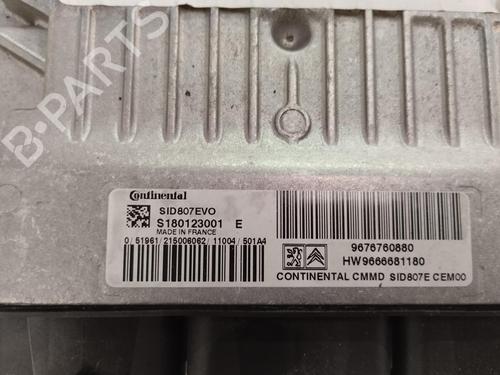 B-PARTS
Continental
SID807EVO
S180123001 E
MADE IN FRANCE
0/51961/215006062/11004/501A4
9676760880
HW9666681180
CONTINENTAL CMMD SID807E CEM00